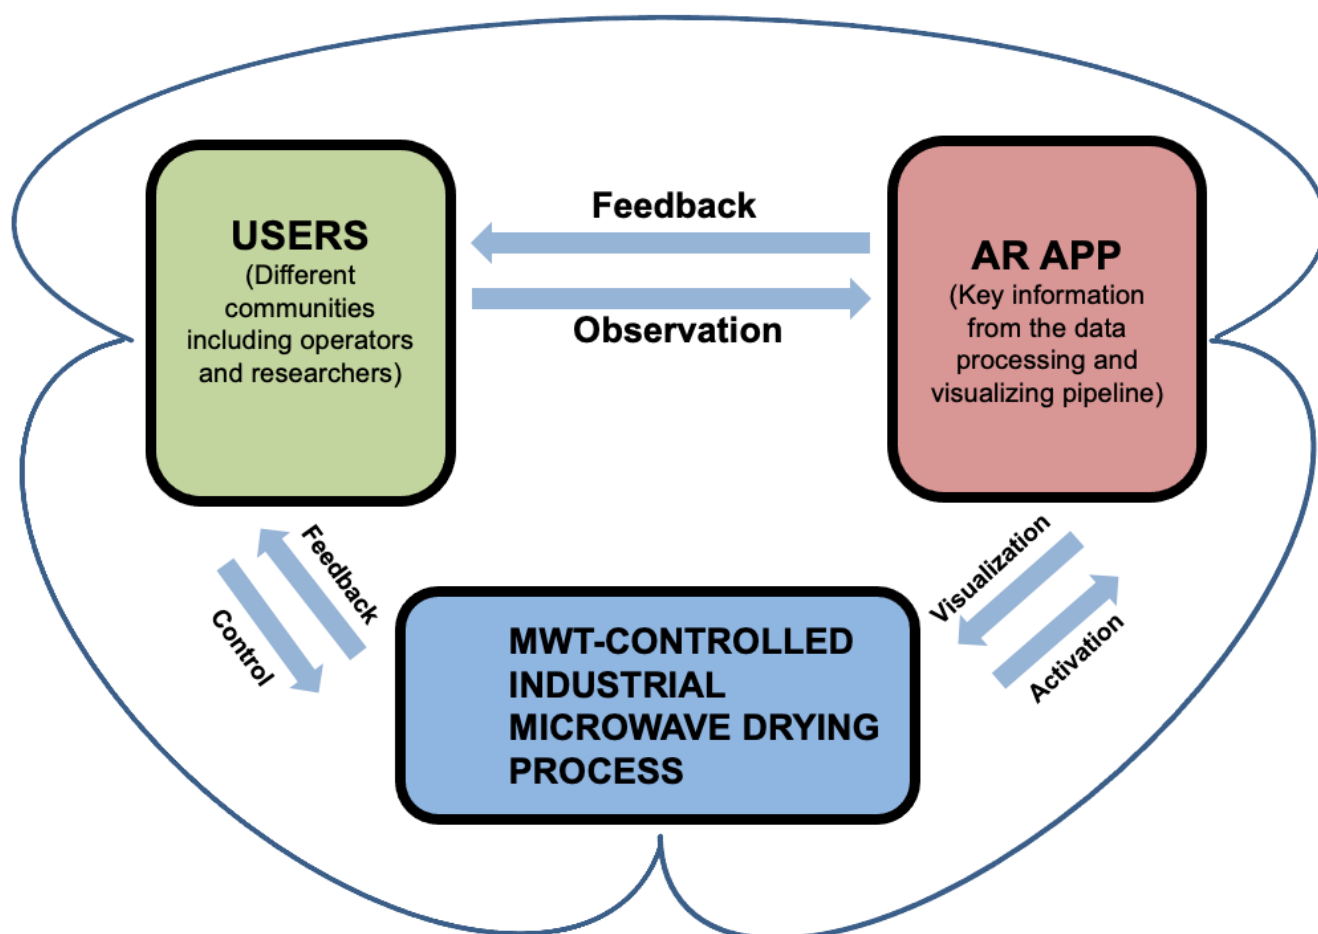 Feedback
USERS
(Different
communities
including operators
and researchers)
AR APP
(Key information
from the data
processing and
visualizing pipeline)
Observation
Feedback
Control
Visualization
Activation
MWT-CONTROLLED
INDUSTRIAL
MICROWAVE DRYING
PROCESS